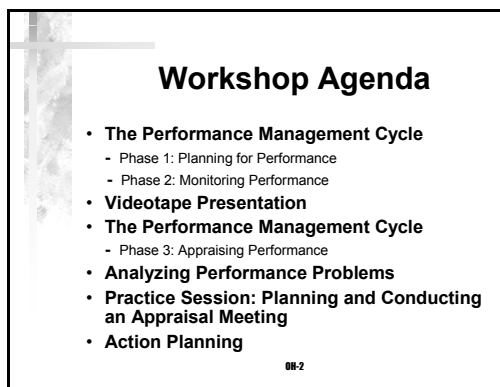 Workshop Agenda
• The Performance Management Cycle
- Phase 1: Planning for Performance
- Phase 2: Monitoring Performance
• Videotape Presentation
• The Performance Management Cycle
- Phase 3: Appraising Performance
• Analyzing Performance Problems
• Practice Session: Planning and Conducting
an Appraisal Meeting
• Action Planning
OH-2